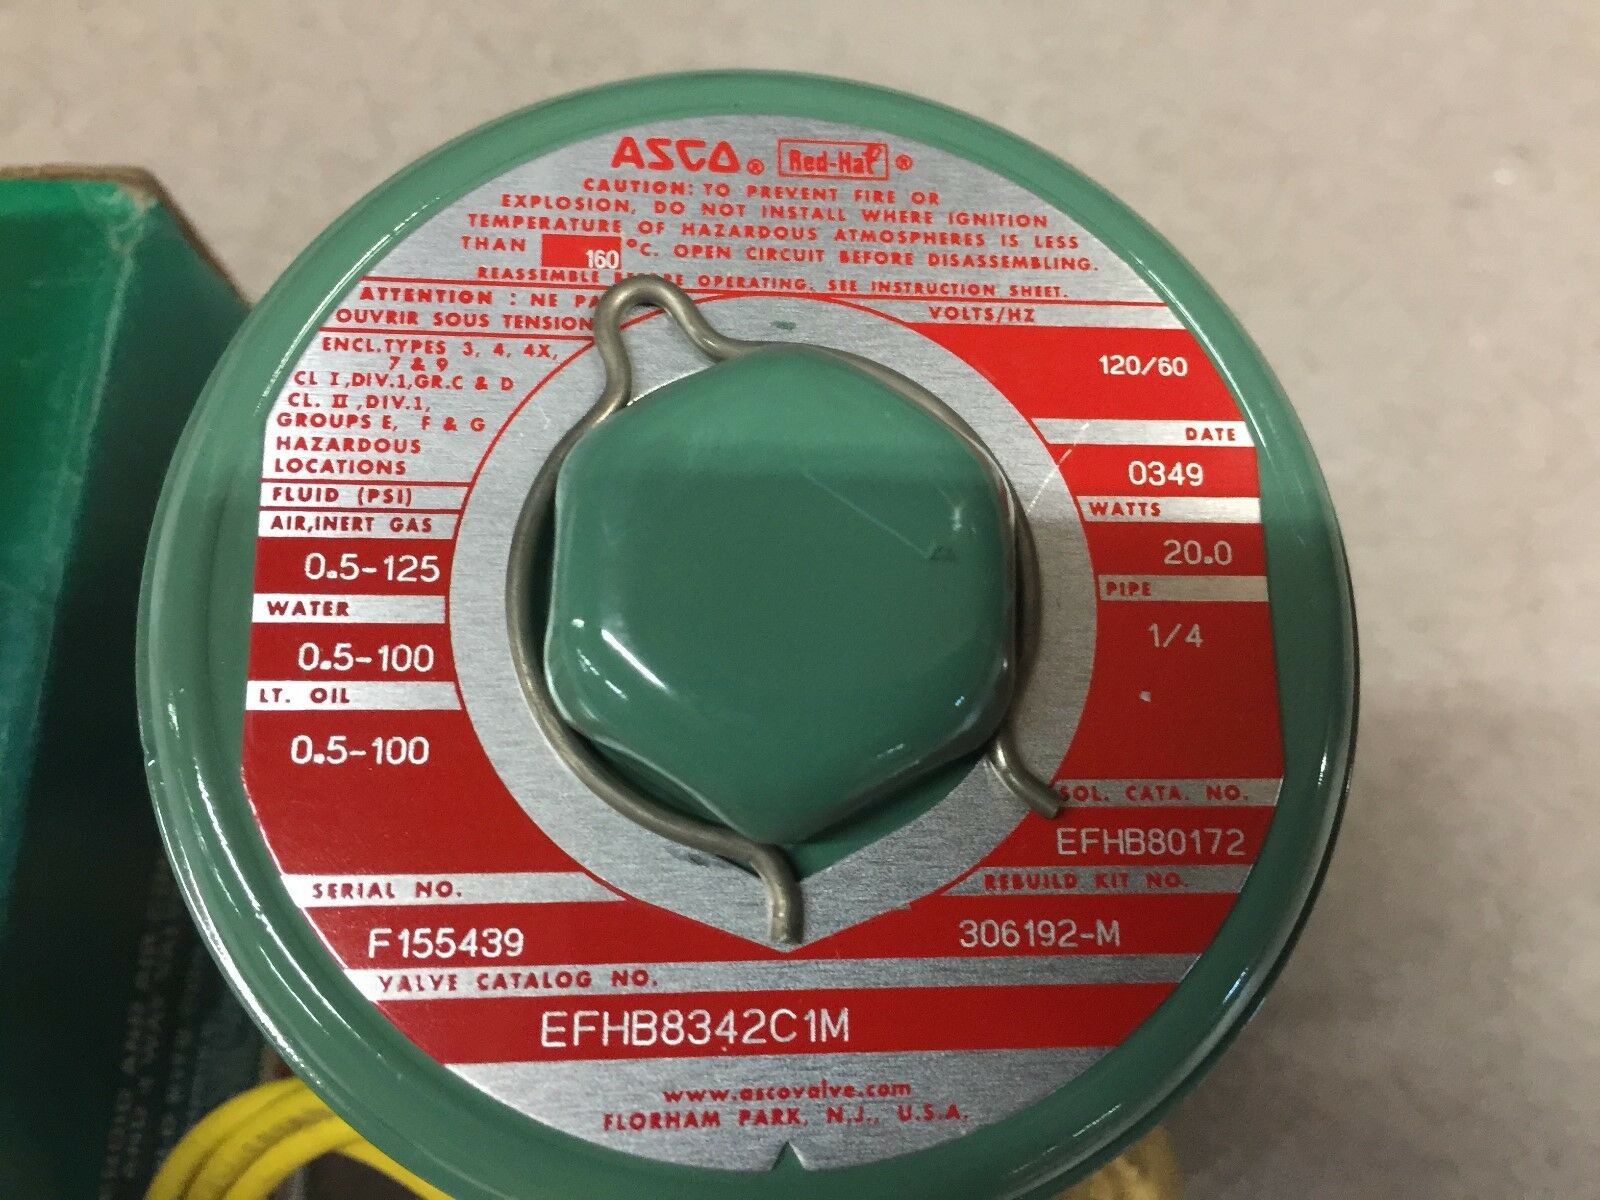 ASCO® Red-Hat®
CAUTION: TO PREVENT FIRE OR
EXPLOSION, DO NOT INSTALL WHERE IGNITION
TEMPERATURE OF HAZARDOUS ATMOSPHERES IS LESS
THAN 160 °C. OPEN CIRCUIT BEFORE DISASSEMBLING.
REASSEMBLE OPERATING. SEE INSTRUCTION SHEET.
ATTENTION : NE
OUVRIR SOUS TENSION
ENCL.TYPES 3, 4, 4X,
7 & 9
CL I,DIV.1,GR.C & D
CL. II ,DIV.1,
GROUPS E, F & G
HAZARDOUS
LOCATIONS
FLUID (PSI)
AIR,INERT GAS
0.5-125
WATER
0.5-100
LT. OIL
0.5-100
VOLTS/HZ
120/60
DATE
0349
WATTS
20.0
PIPE
1/4
SOL. CATA. NO.
EFHB80172
REBUILD KIT NO.
306192-M
SERIAL NO.
F155439
VALVE CATALOG NO.
EFHB8342C1M
www.ascovalve.com
FLORHAM PARK, N.J., U.S.A.